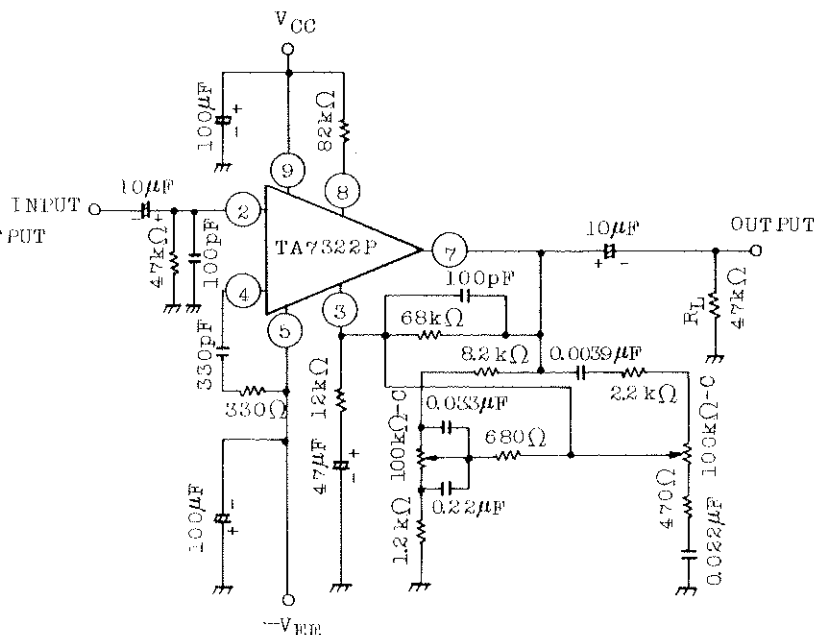 VCC
100μF
+
-
82kΩ
9
8
10μF
INPUT
PUT
-
+
2
TA7322P
7
10μF
+ -
OUTPUT
47kΩ
100pF
4
5
3
100pF
68kΩ
RL
47kΩ
330pF
330Ω
12kΩ
8.2kΩ
0.0039μF
2.2kΩ
0.033μF
100kΩ-C
680Ω
100kΩ-C
47μF
+
-
0.22μF
470Ω
100μF
-
+
1.2kΩ
0.022μF
-VEE